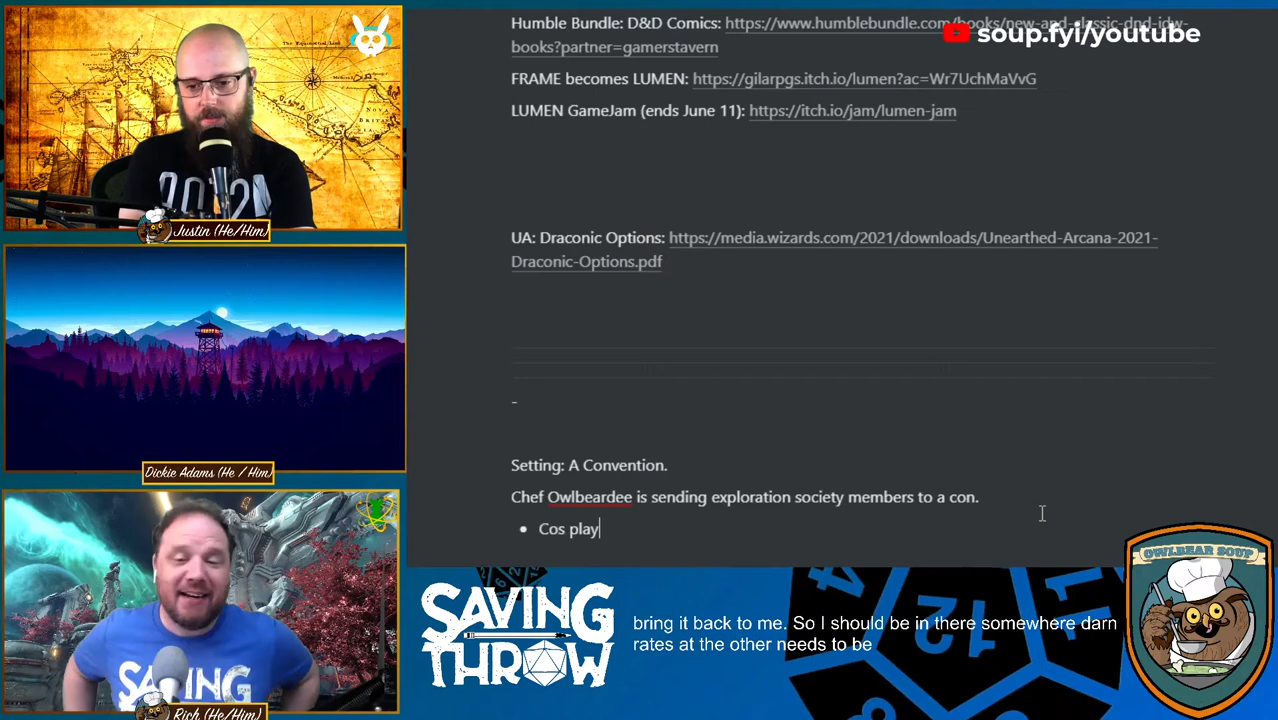 Humble Bundle: D&D Comics: https://www.humblebundle.com/books/new-and-classic-dnd-idw-
books?partner=gamerstavern
soup.fyi/youtube
FRAME becomes LUMEN: https://gilarpgs.itch.io/lumen?ac=Wr7UchMaVvG
LUMEN GameJam (ends June 11): https://itch.io/jam/lumen-jam
Justin (He/Him)
UA: Draconic Options: https://media.wizards.com/2021/downloads/Unearthed-Arcana-2021-
Draconic-Options.pdf
-
Setting: A Convention.
Dickie Adams (He / Him)
Chef Owlbeardee is sending exploration society members to a con.
• Cos play
OWLBEAR SOUP
SAVING
THROW
bring it back to me. So I should be in there somewhere darn
rates at the other needs to be
SAVING
Rich (He/Him)
12